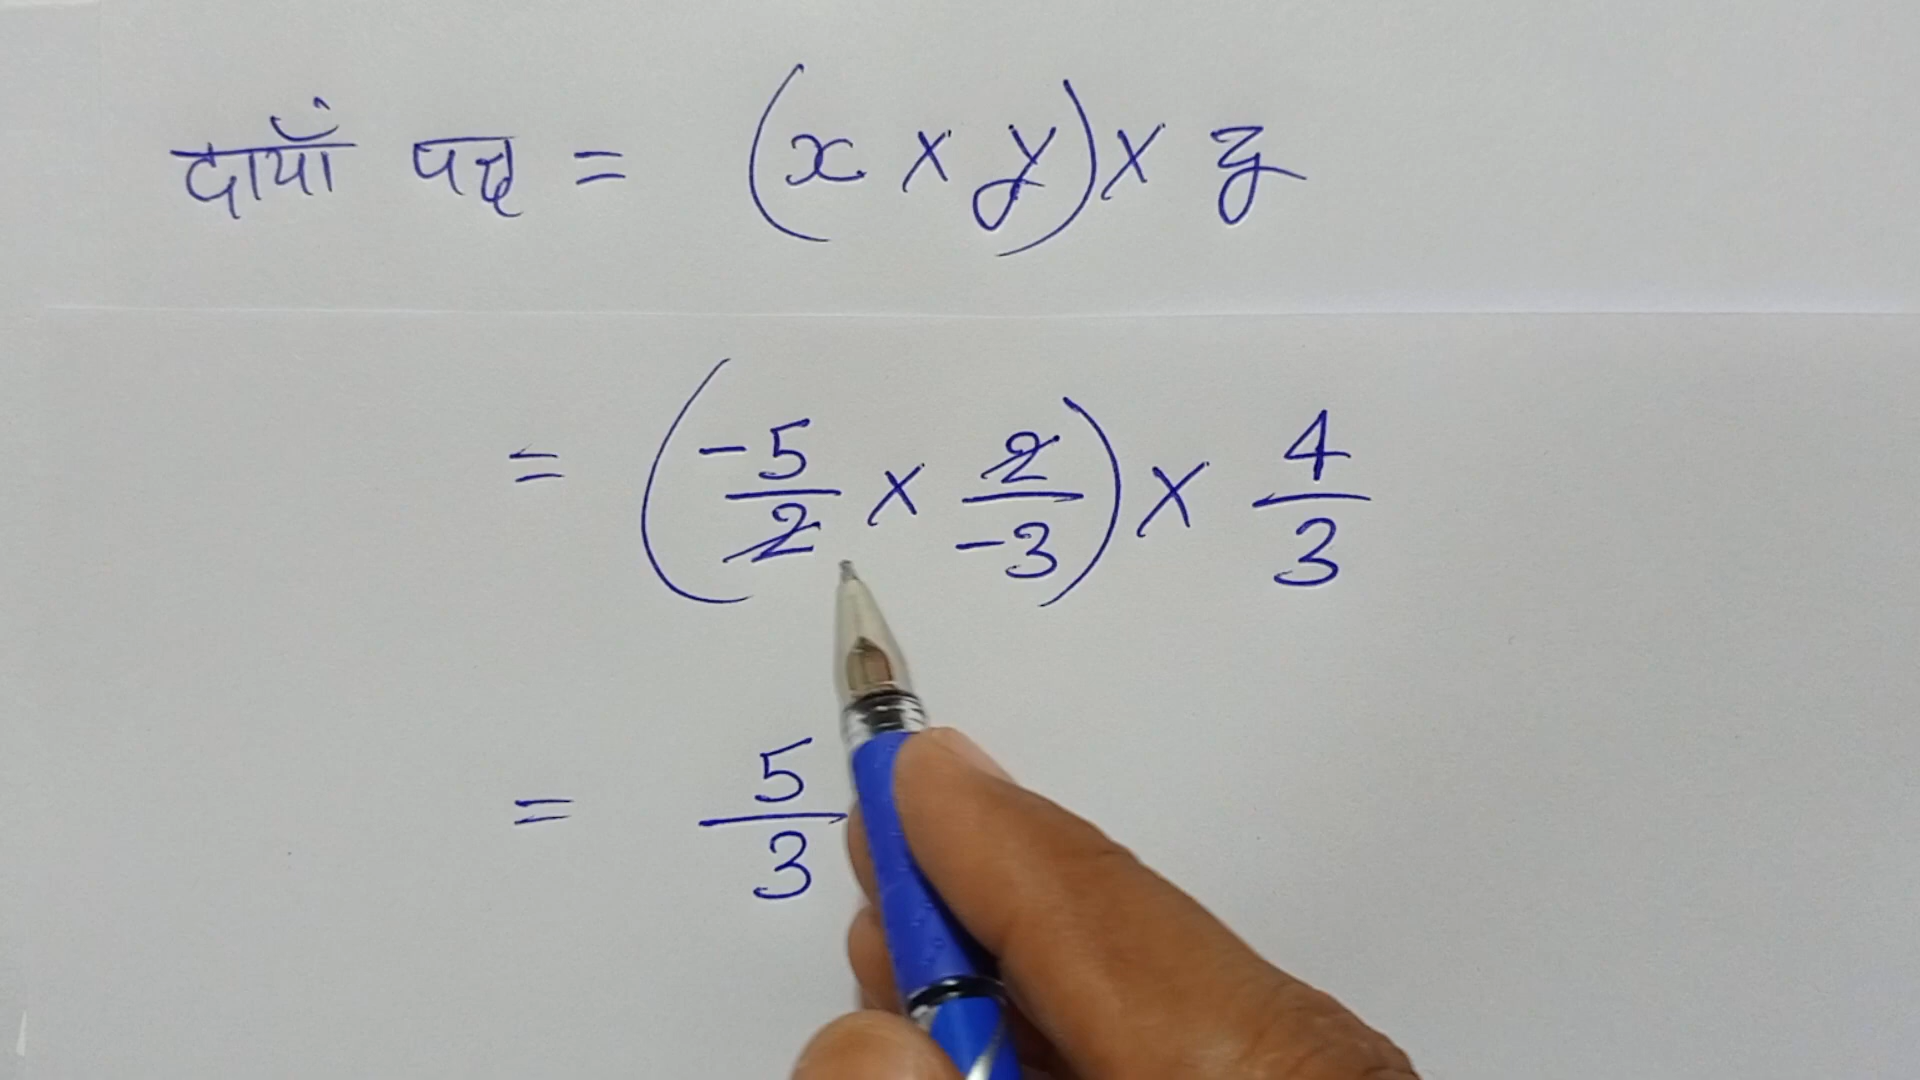 दायाँ पक्ष = (x × y) × z
= (-5/2 × 2/-3) × 4/3
= 5/3